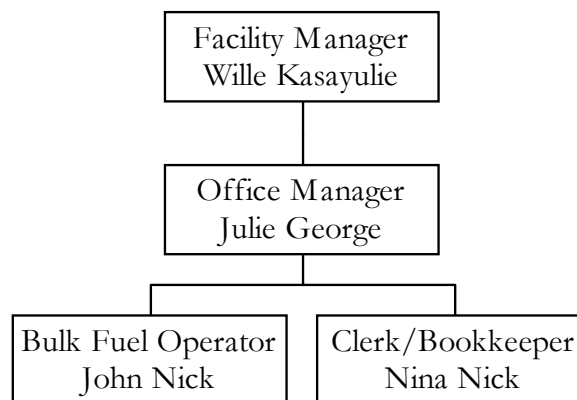 Facility Manager
Wille Kasayulie
Office Manager
Julie George
Bulk Fuel Operator
John Nick
Clerk/Bookkeeper
Nina Nick